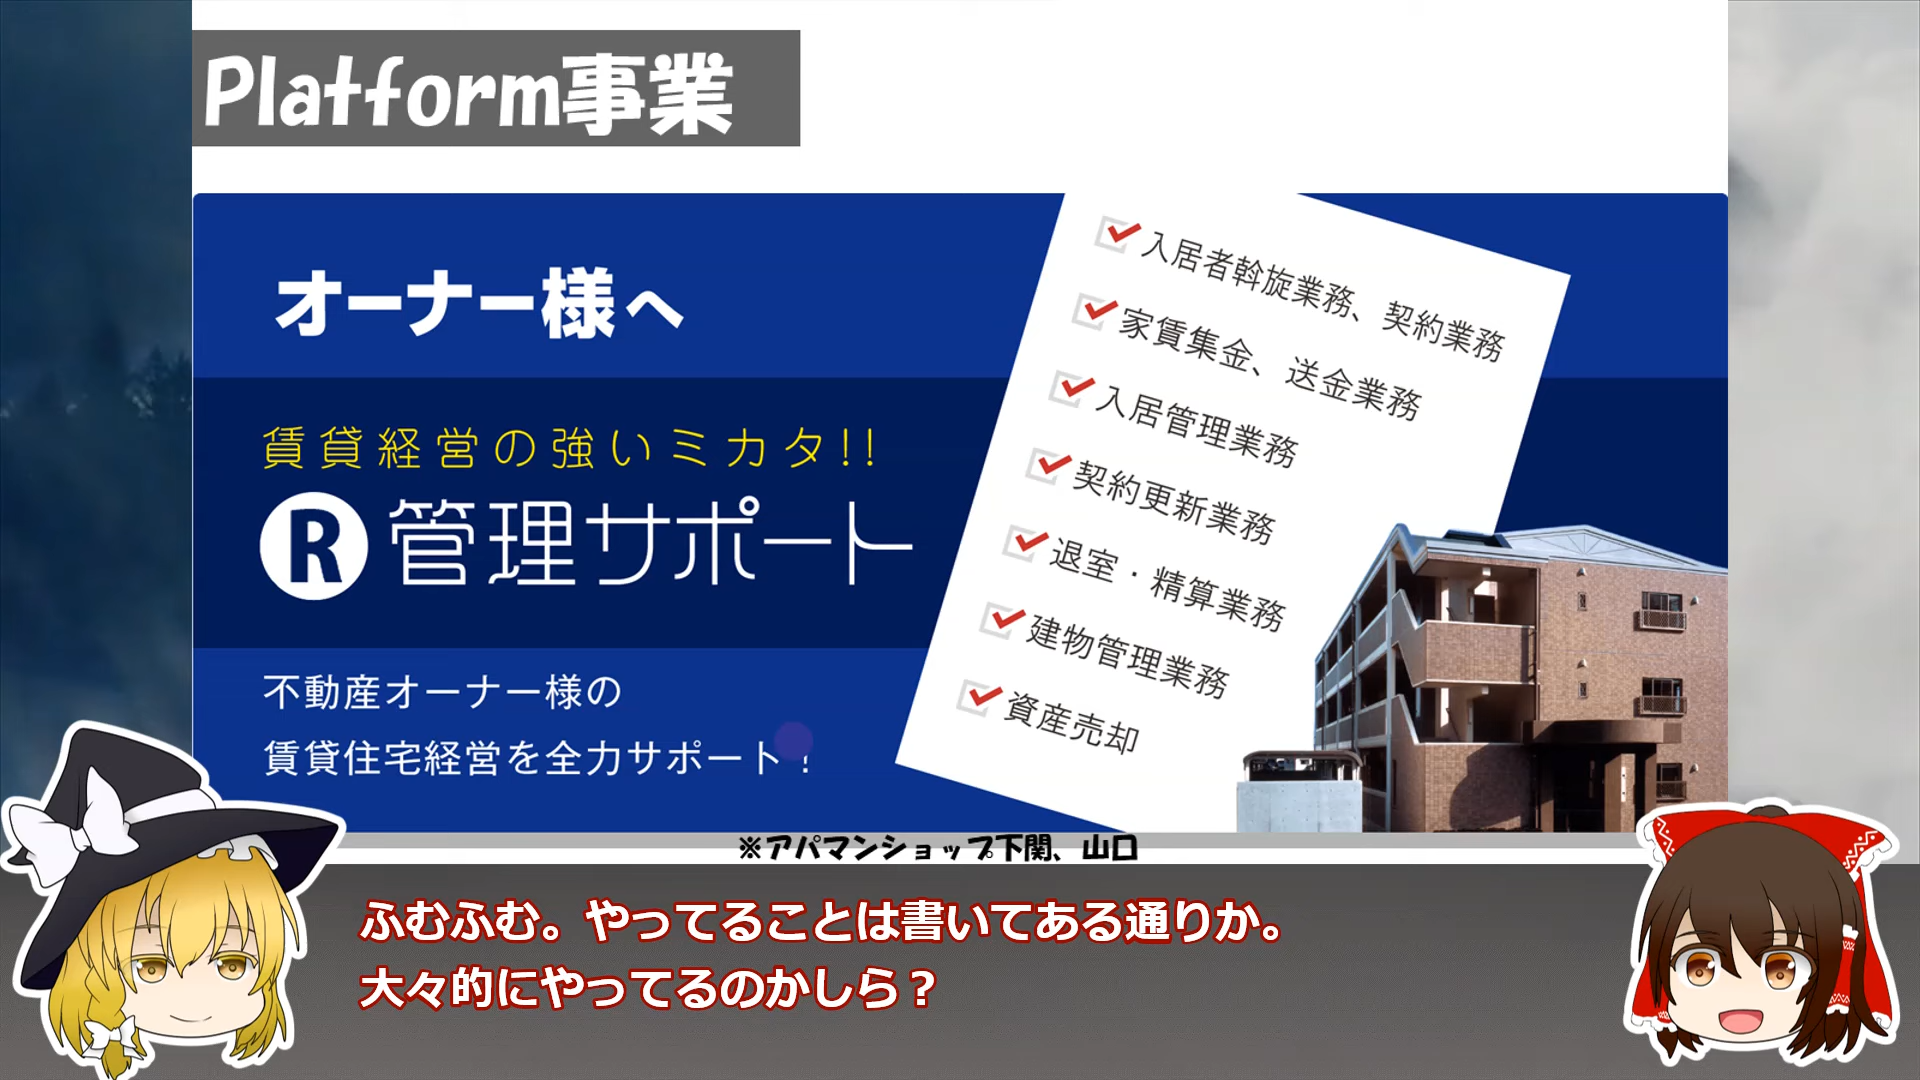 Platform事業
オーナー様へ
賃貸経営の強いミカタ!!
R管理サポート
不動産オーナー様の
賃貸住宅経営を全力サポート！
入居者斡旋業務、契約業務
家賃集金、送金業務
入居管理業務
契約更新業務
退室・精算業務
建物管理業務
資産売却
※アパマンショップ下関、山口
ふむふむ。やってることは書いてある通りか。
大々的にやってるのかしら？